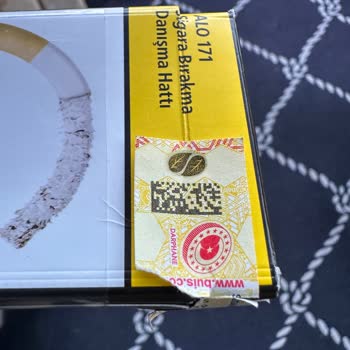 ALO 171
Sigara Bırakma
Danışma Hattı
DARPHANE
www.buis.co